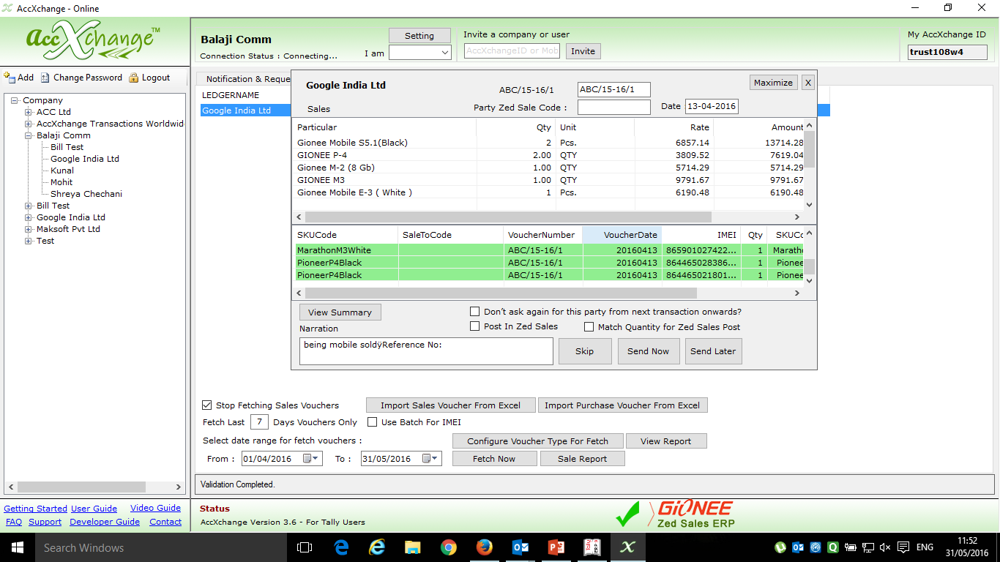 AccXchange - Online
accXchange™
Balaji Comm
Connection Status : Connecting...
I am
Setting
Invite a company or user
AccXchangeID or Mob
Invite
My AccXchange ID
trust108w4
Add
Change Password
Logout
Company
ACC Ltd
AccXchange Transactions Worldwid
Balaji Comm
Bill Test
Google India Ltd
Kunal
Mohit
Shreya Chechani
Bill Test
Google India Ltd
Maksoft Pvt Ltd
Test
Notification & Reque
LEDGERNAME
Google India Ltd
Google India Ltd
ABC/15-16/1
ABC/15-16/1
Maximize
X
Sales
Party Zed Sale Code :
Date
13-04-2016
Particular Qty Unit Rate Amount
Gionee Mobile S5.1(Black) 2 Pcs. 6857.14 13714.28
GIONEE P-4 2.00 QTY 3809.52 7619.04
Gionee M-2 (8 Gb) 1.00 QTY 5714.29 5714.29
GIONEE M3 1.00 QTY 9791.67 9791.67
Gionee Mobile E-3 ( White ) 1 Pcs. 6190.48 6190.48
SKUCode SaleToCode VoucherNumber VoucherDate IMEI Qty SKUCo
MarathonM3White ABC/15-16/1 20160413 865901027422... 1 Marath
PioneerP4Black ABC/15-16/1 20160413 864465028386... 1 Pionee
PioneerP4Black ABC/15-16/1 20160413 864465021801... 1 Pionee
View Summary
Don't ask again for this party from next transaction onwards?
Post In Zed Sales
Match Quantity for Zed Sales Post
Narration
being mobile soldÿReference No:
Skip
Send Now
Send Later
Stop Fetching Sales Vouchers
Import Sales Voucher From Excel
Import Purchase Voucher From Excel
Fetch Last 7 Days Vouchers Only
Use Batch For IMEI
Select date range for fetch vouchers :
Configure Voucher Type For Fetch
View Report
From : 01/04/2016
To : 31/05/2016
Fetch Now
Sale Report
Validation Completed.
Getting Started User Guide Video Guide
FAQ Support Developer Guide Contact
Status
AccXchange Version 3.6 - For Tally Users
GIONEE
Zed Sales ERP
Search Windows
ENG
11:52
31/05/2016